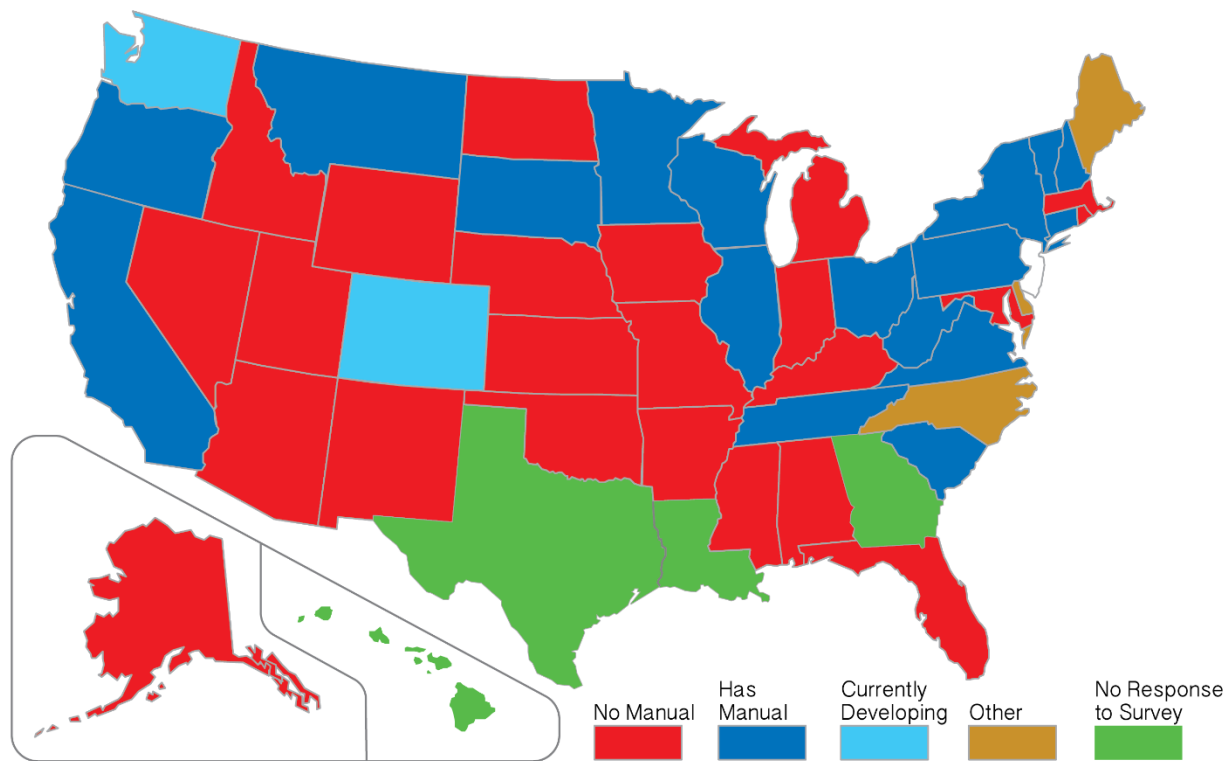 No Manual
Has
Manual
Currently
Developing
Other
No Response
to Survey